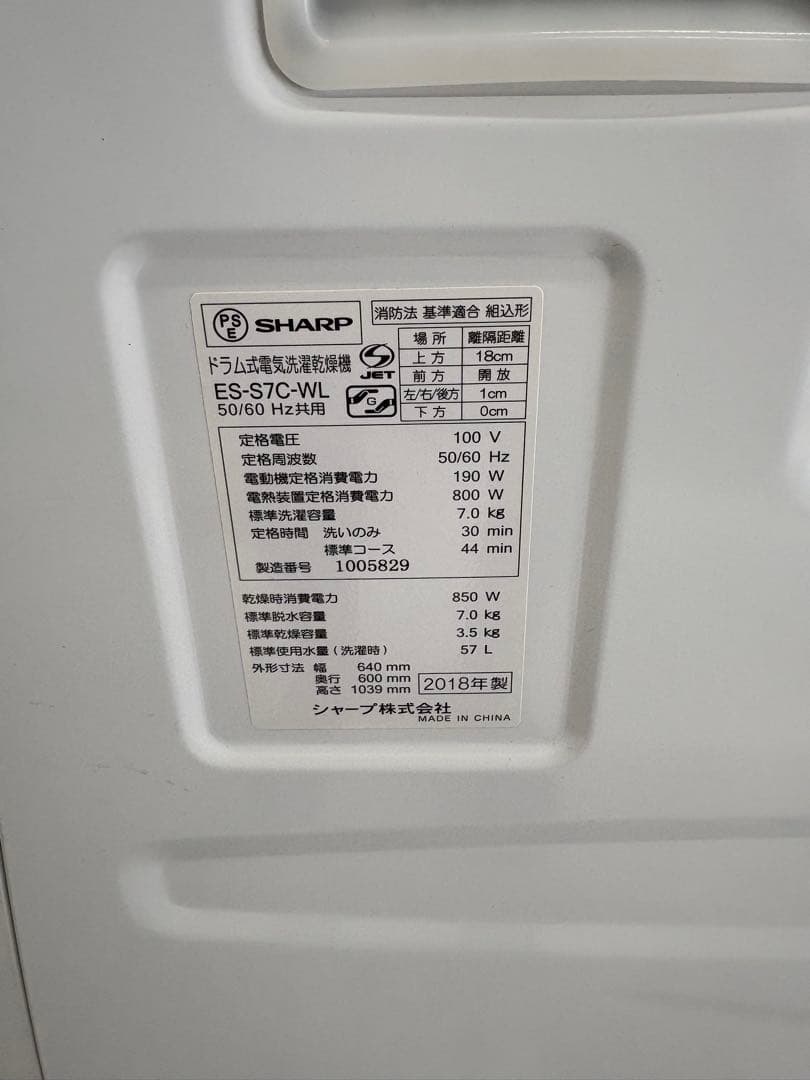 PSE SHARP
消防法 基準適合 組込形
ドラム式電気洗濯乾燥機
ES-S7C-WL
50/60 Hz共用
JET
G
場所 離隔距離
上方 18cm
前方 開放
左/右/後方 1cm
下方 0cm
定格電圧 100 V
定格周波数 50/60 Hz
電動機定格消費電力 190 W
電熱装置定格消費電力 800 W
標準洗濯容量 7.0 kg
定格時間 洗いのみ 30 min
標準コース 44 min
製造番号 1005829
乾燥時消費電力 850 W
標準脱水容量 7.0 kg
標準乾燥容量 3.5 kg
標準使用水量(洗濯時) 57 L
外形寸法 幅 640 mm
奥行 600 mm
高さ 1039 mm
2018年製
シャープ株式会社
MADE IN CHINA